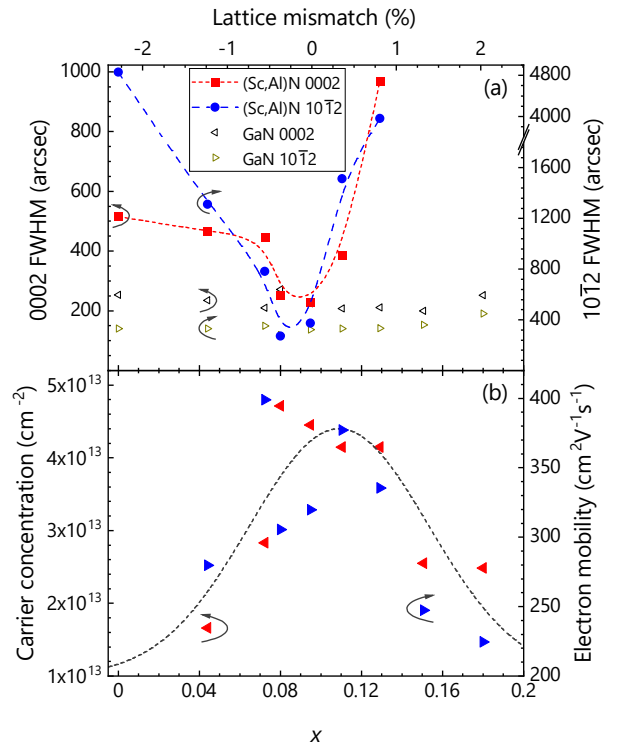 Lattice mismatch (%)
-2 -1 0 1 2
(a)
(Sc,Al)N 0002
(Sc,Al)N 101̅2
GaN 0002
GaN 101̅2
1000
800
600
400
200
0002 FWHM (arcsec)
4800
4000
1600
1200
800
400
101̅2 FWHM (arcsec)
(b)
5x10¹³
4x10¹³
3x10¹³
2x10¹³
1x10¹³
Carrier concentration (cm⁻²)
400
350
300
250
200
Electron mobility (cm²V⁻¹s⁻¹)
0 0.04 0.08 0.12 0.16 0.2
x